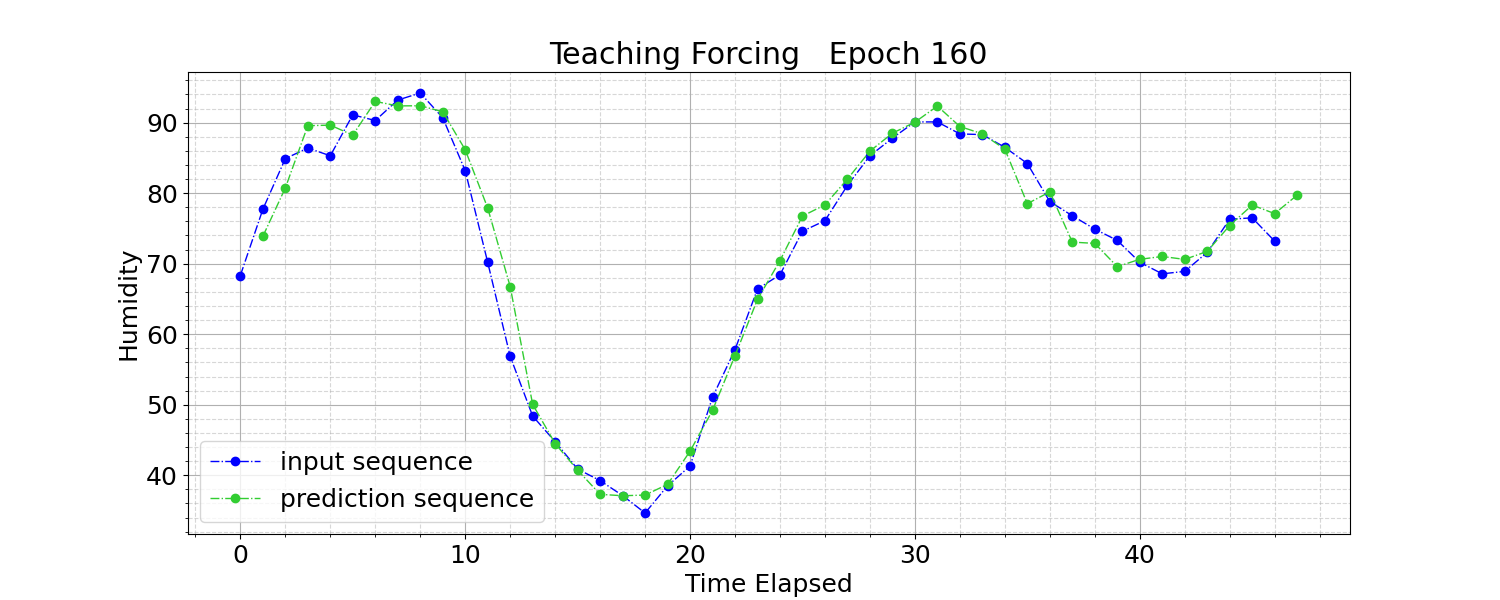 Teaching Forcing   Epoch 160
Humidity
90
80
70
60
50
40
input sequence
prediction sequence
0 10 20 30 40
Time Elapsed